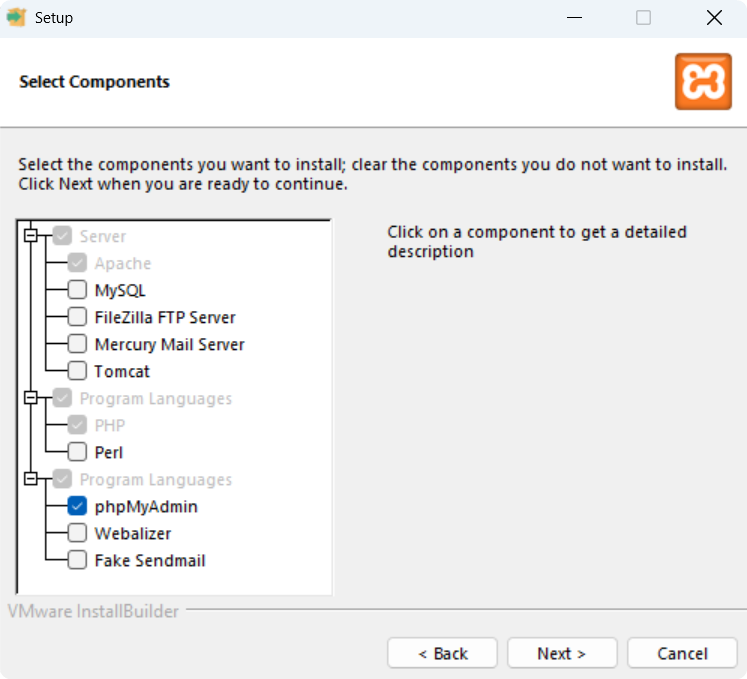 Setup
Select Components
Select the components you want to install; clear the components you do not want to install.
Click Next when you are ready to continue.
Server
Apache
MySQL
FileZilla FTP Server
Mercury Mail Server
Tomcat
Program Languages
PHP
Perl
Program Languages
phpMyAdmin
Webalizer
Fake Sendmail
Click on a component to get a detailed
description
VMware InstallBuilder
< Back
Next >
Cancel